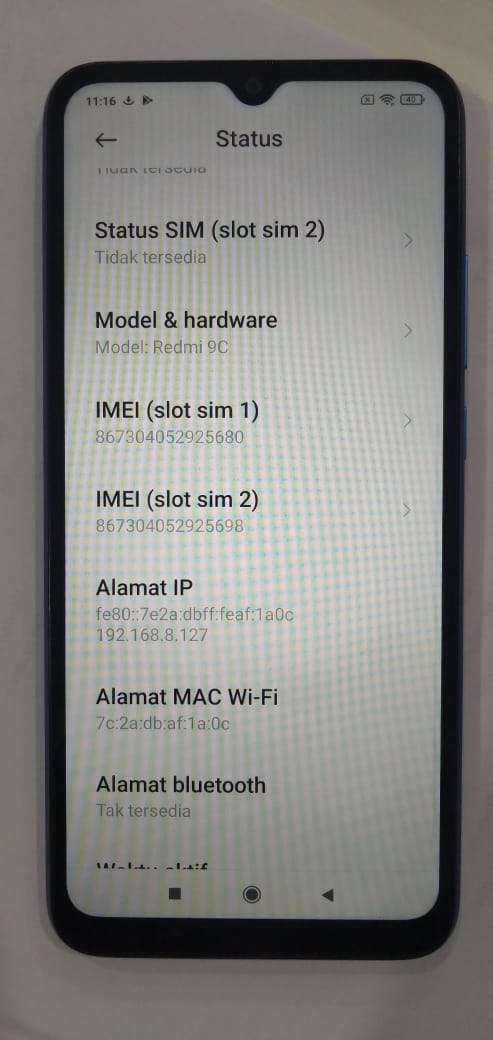 11:16
40
Status
Tidak tersedia
Status SIM (slot sim 2)
Tidak tersedia
Model & hardware
Model: Redmi 9C
IMEI (slot sim 1)
867304052925680
IMEI (slot sim 2)
867304052925698
Alamat IP
fe80::7e2a:dbff:feaf:1a0c
192.168.8.127
Alamat MAC Wi-Fi
7c:2a:db:af:1a:0c
Alamat bluetooth
Tak tersedia
Waktu aktif